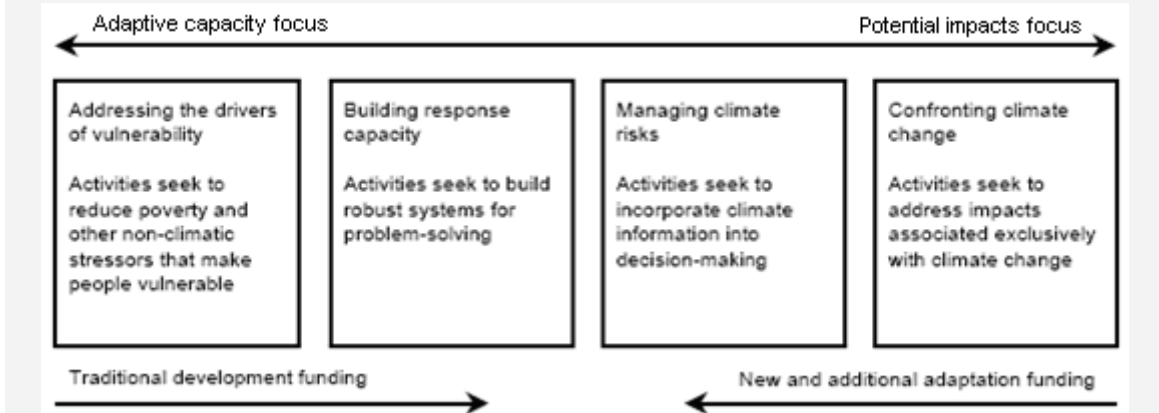 Adaptive capacity focus
Potential impacts focus
Addressing the drivers
of vulnerability
Activities seek to
reduce poverty and
other non-climatic
stressors that make
people vulnerable
Building response
capacity
Activities seek to build
robust systems for
problem-solving
Managing climate
risks
Activities seek to
incorporate climate
information into
decision-making
Confronting climate
change
Activities seek to
address impacts
associated exclusively
with climate change
Traditional development funding
New and additional adaptation funding